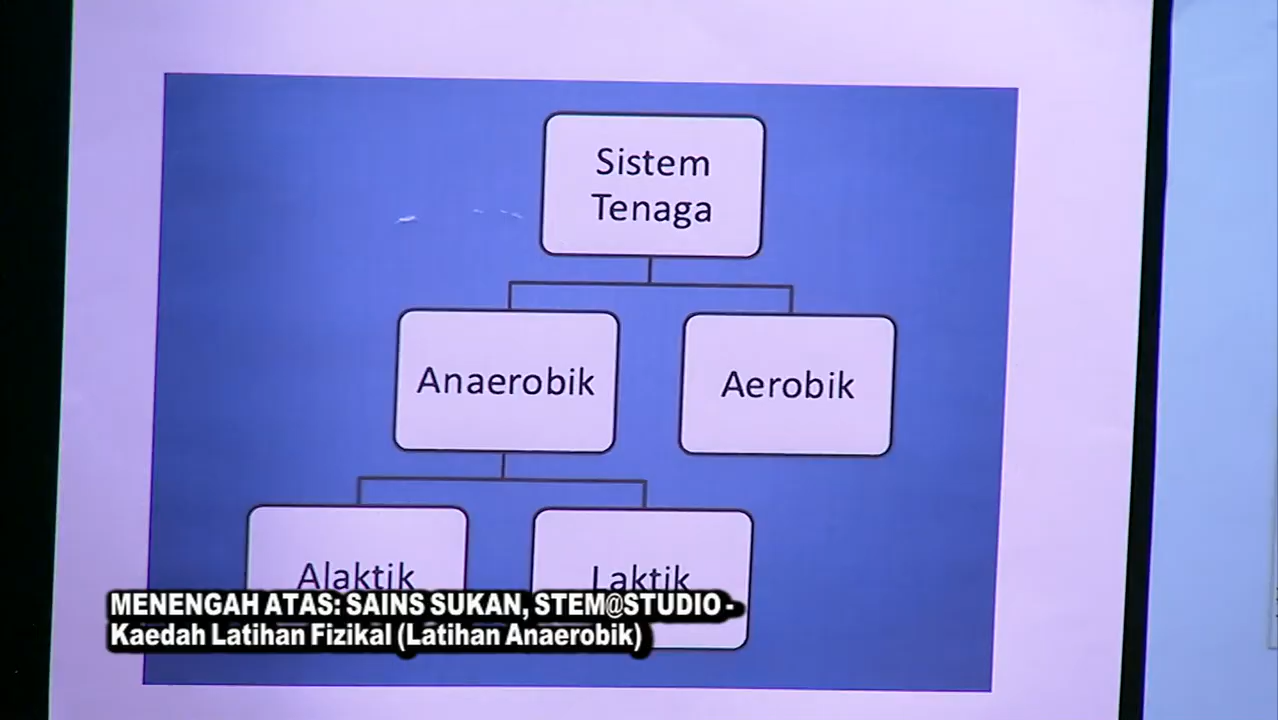 Sistem
Tenaga
Anaerobik
Aerobik
Alaktik
Laktik
MENENGAH ATAS: SAINS SUKAN, STEM@STUDIO -
Kaedah Latihan Fizikal (Latihan Anaerobik)